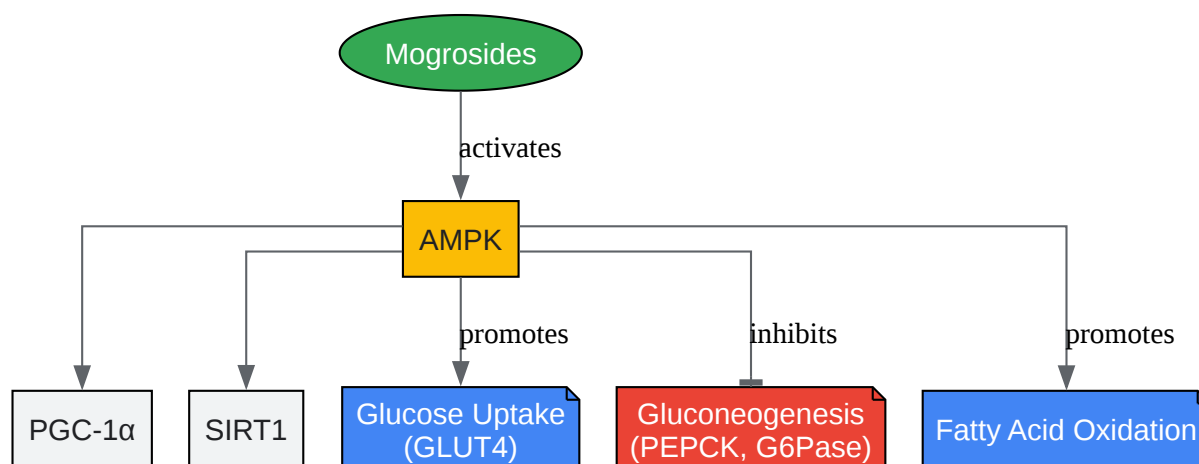 Mogrosides
activates
AMPK
promotes
inhibits
promotes
PGC-1α
SIRT1
Glucose Uptake
(GLUT4)
Gluconeogenesis
(PEPCK, G6Pase)
Fatty Acid Oxidation